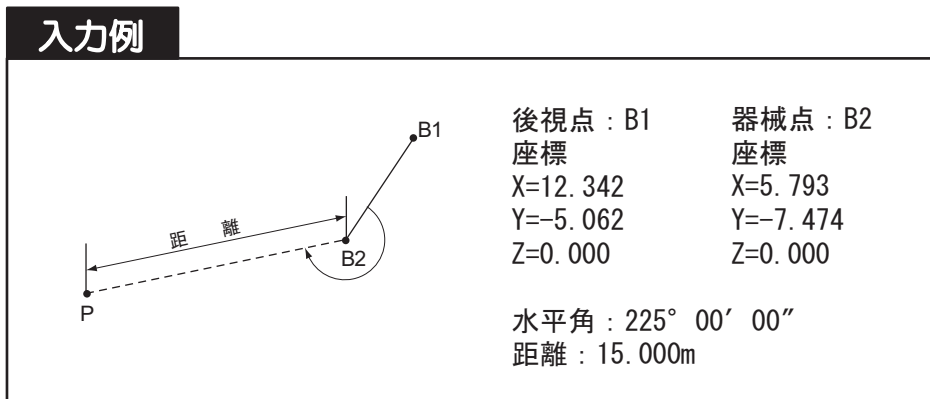 入力例
B1
距 離
B2
P
後視点：B1
座標
X=12.342
Y=-5.062
Z=0.000
器械点：B2
座標
X=5.793
Y=-7.474
Z=0.000
水平角：225° 00′ 00″
距離：15.000m